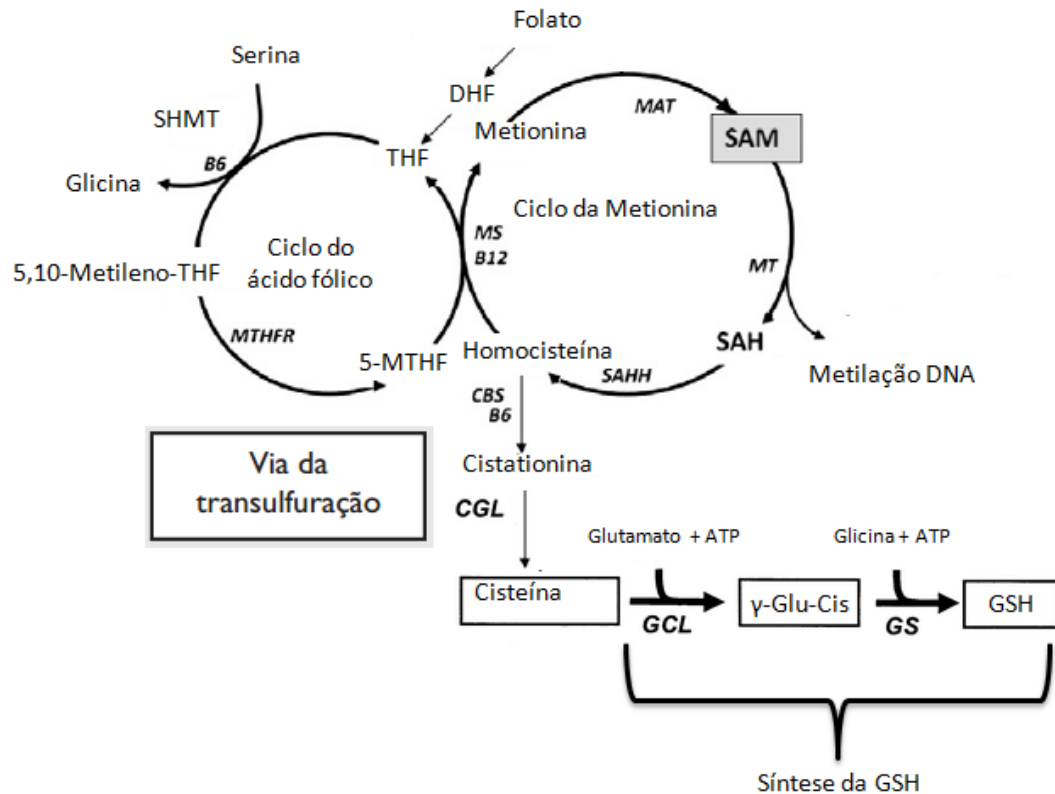 Folato
Serina
DHF
MAT
SHMT
Metionina
SAM
THF
B6
Glicina
Ciclo da Metionina
MS
Ciclo do
B12
ácido fólico
5,10-Metileno-THF
MT
MTHFR
SAH
5-MTHF
Homocisteína
SAHH
Metilação DNA
CBS
B6
Via da
transulfuração
Cistationina
CGL
Glutamato + ATP
Glicina + ATP
Cisteína
γ-Glu-Cis
GSH
GCL
GS
Síntese da GSH